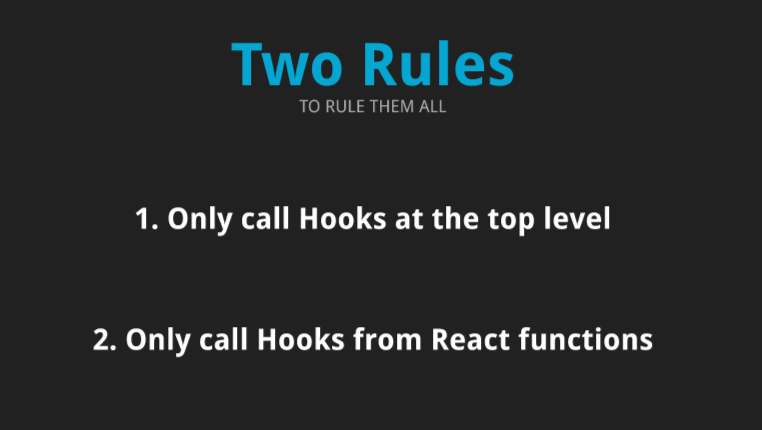 Two Rules
TO RULE THEM ALL
1. Only call Hooks at the top level
2. Only call Hooks from React functions